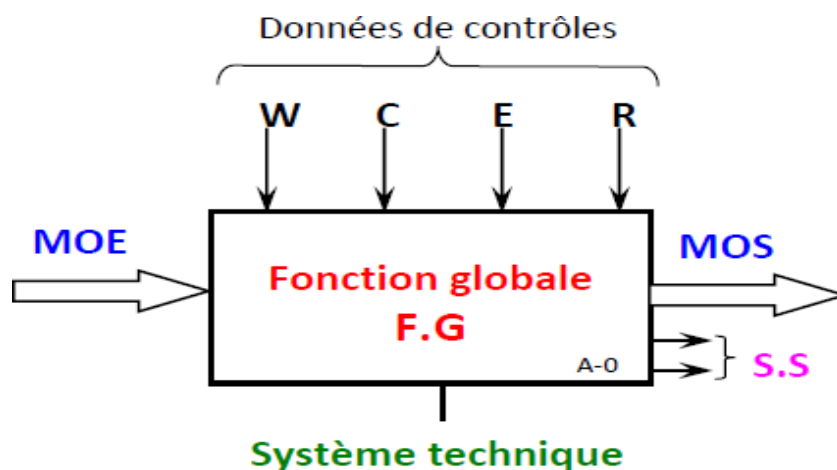 Données de contrôles
W C E R
MOE
MOS
Fonction globale
F.G
A-0
S.S
Système technique